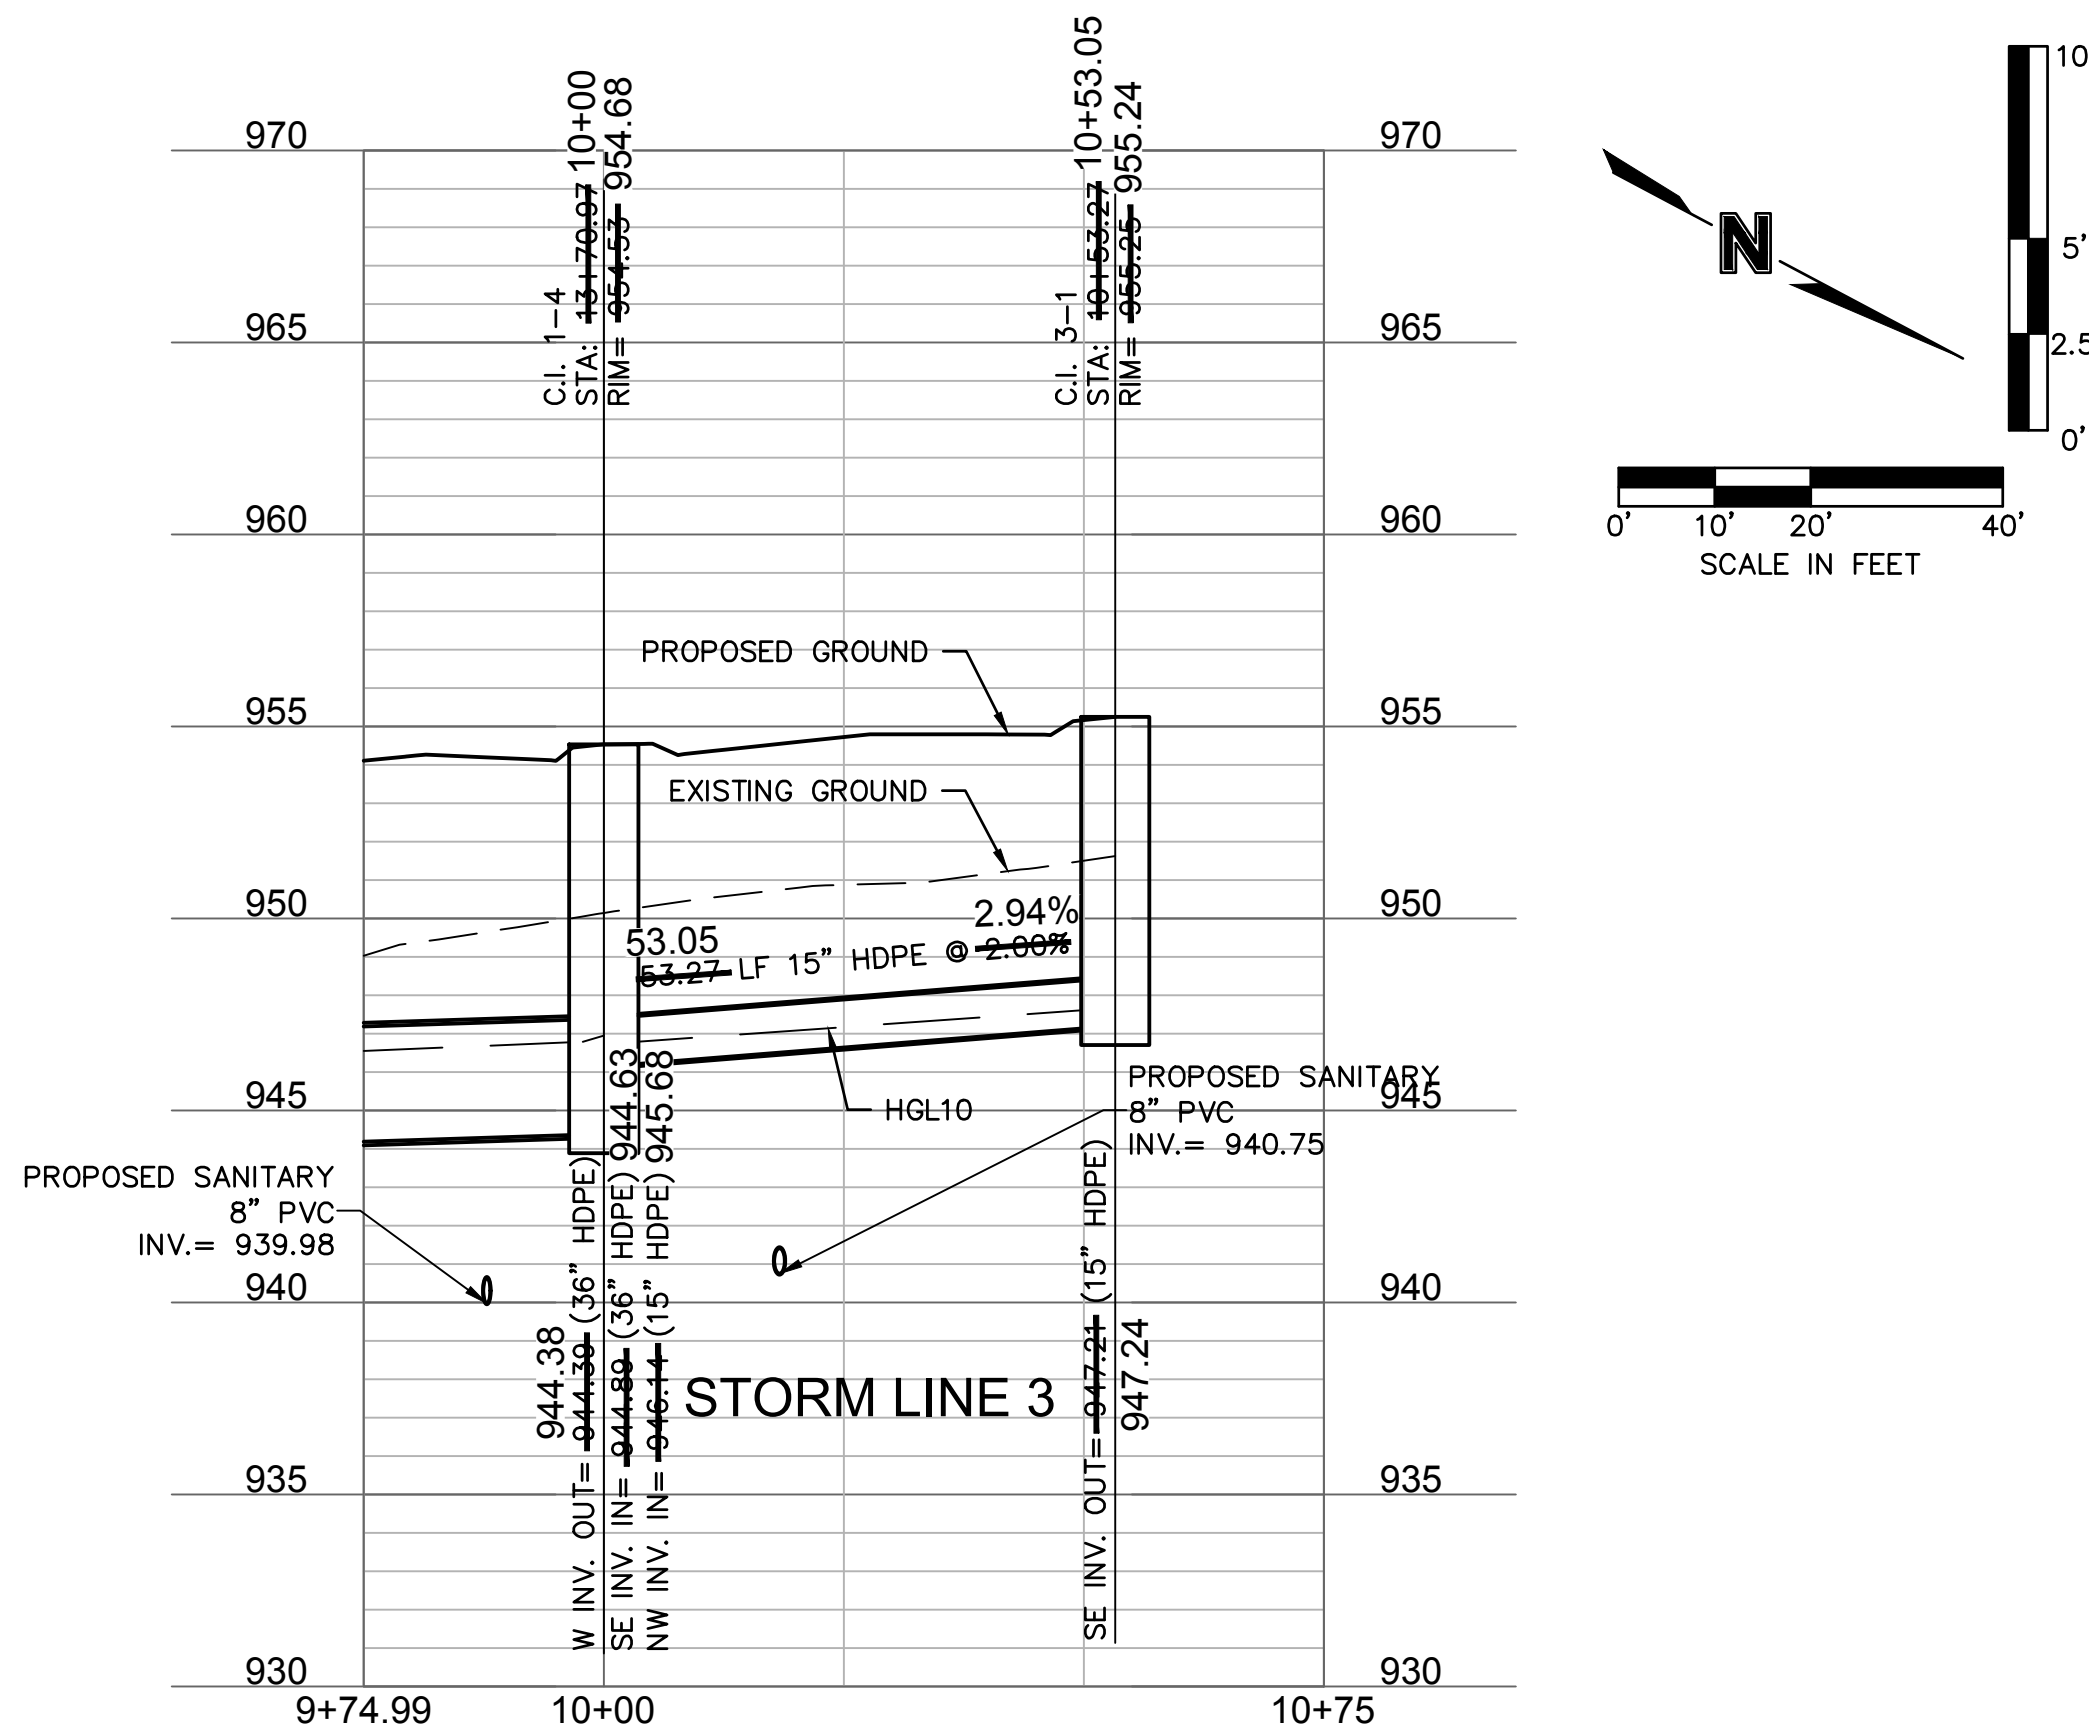 C.I. 1-4
STA: 13+70.97 10+00
RIM= 954.53 954.68
C.I. 3-1
STA: 10+53.27 10+53.05
RIM= 955.25 955.24
970
970
965
965
960
960
955
955
950
950
945
945
940
940
935
935
930
930
N
10
5'
2.5
0'
0'
10'
20'
40'
SCALE IN FEET
PROPOSED GROUND
EXISTING GROUND
2.94%
53.05
53.27 LF 15" HDPE @ 2.00%
HGL10
PROPOSED SANITARY
8" PVC
INV.= 940.75
PROPOSED SANITARY
8" PVC
INV.= 939.98
944.38
W INV. OUT= 944.39 (36" HDPE)
SE INV. IN= 944.89 (36" HDPE) 944.63
NW INV. IN= 946.14 (15" HDPE) 945.68
SE INV. OUT= 947.21 (15" HDPE)
947.24
STORM LINE 3
9+74.99
10+00
10+75